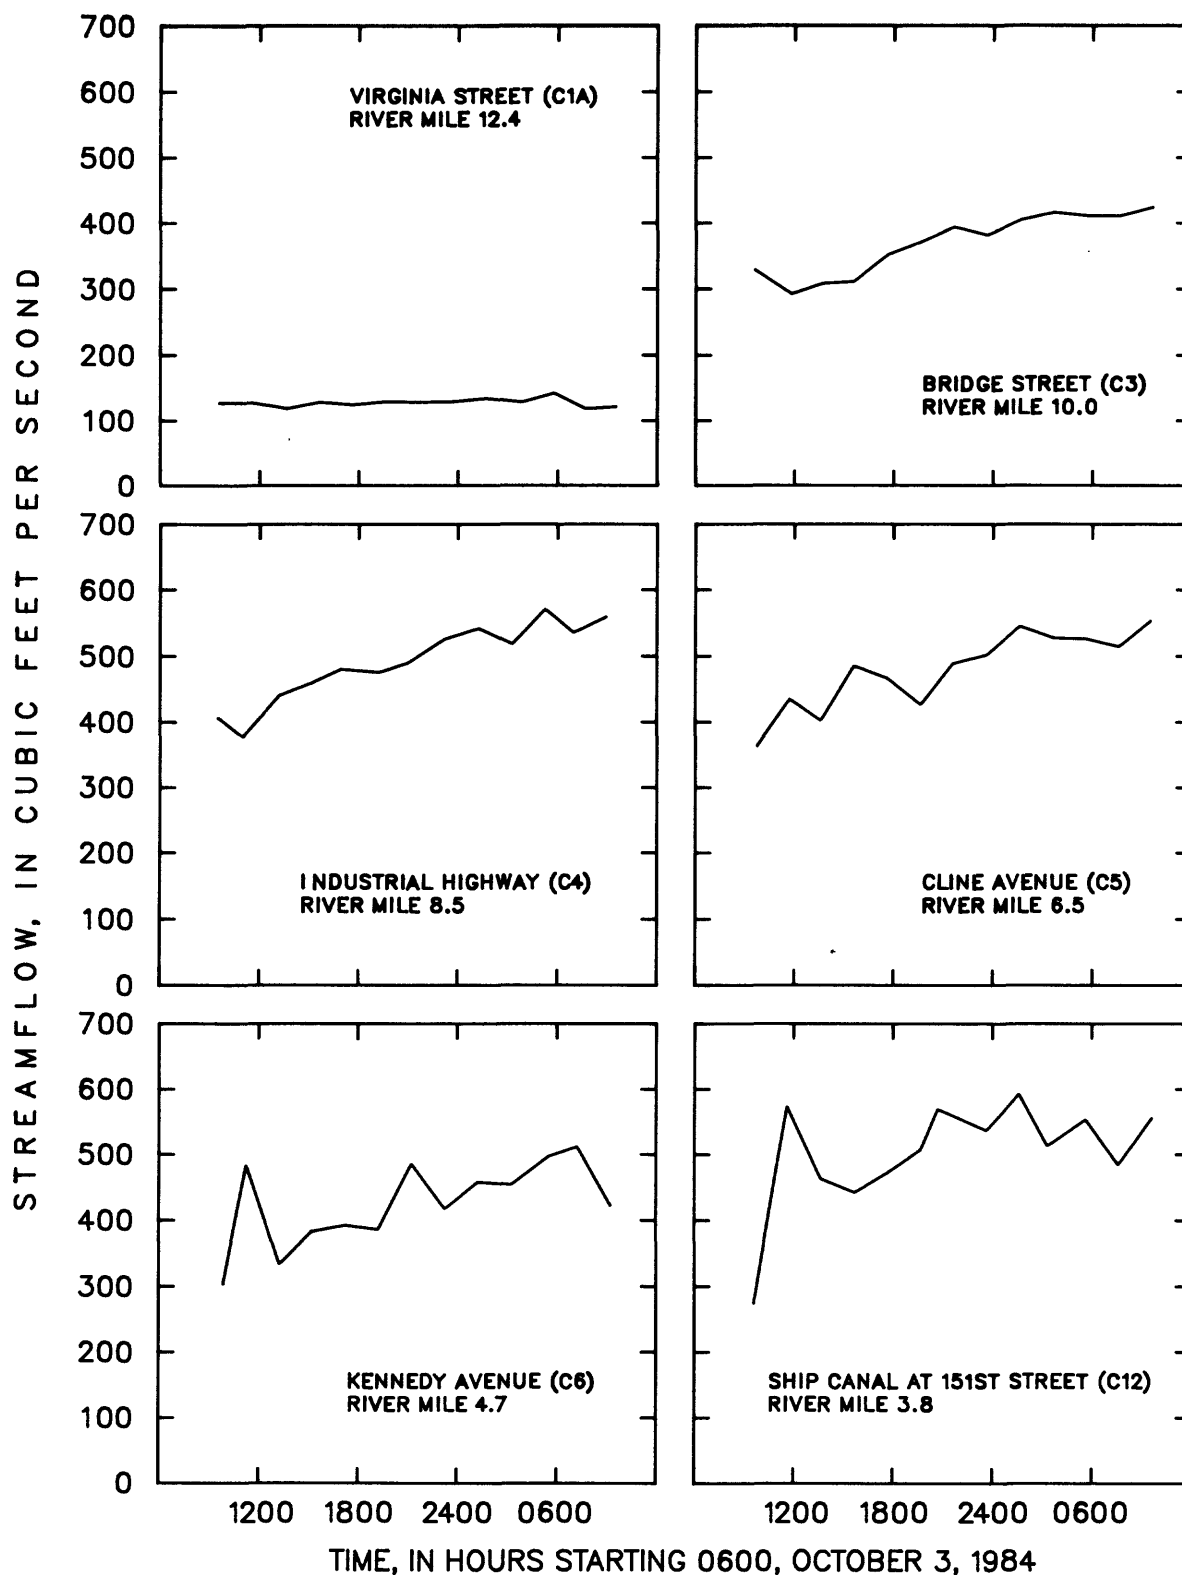 STREAMFLOW, IN CUBIC FEET PER SECOND
700
600
500
400
300
200
100
0
VIRGINIA STREET (C1A)
RIVER MILE 12.4
BRIDGE STREET (C3)
RIVER MILE 10.0
700
600
500
400
300
200
100
0
INDUSTRIAL HIGHWAY (C4)
RIVER MILE 8.5
CLINE AVENUE (C5)
RIVER MILE 6.5
700
600
500
400
300
200
100
0
KENNEDY AVENUE (C6)
RIVER MILE 4.7
SHIP CANAL AT 151ST STREET (C12)
RIVER MILE 3.8
1200 1800 2400 0600
1200 1800 2400 0600
TIME, IN HOURS STARTING 0600, OCTOBER 3, 1984